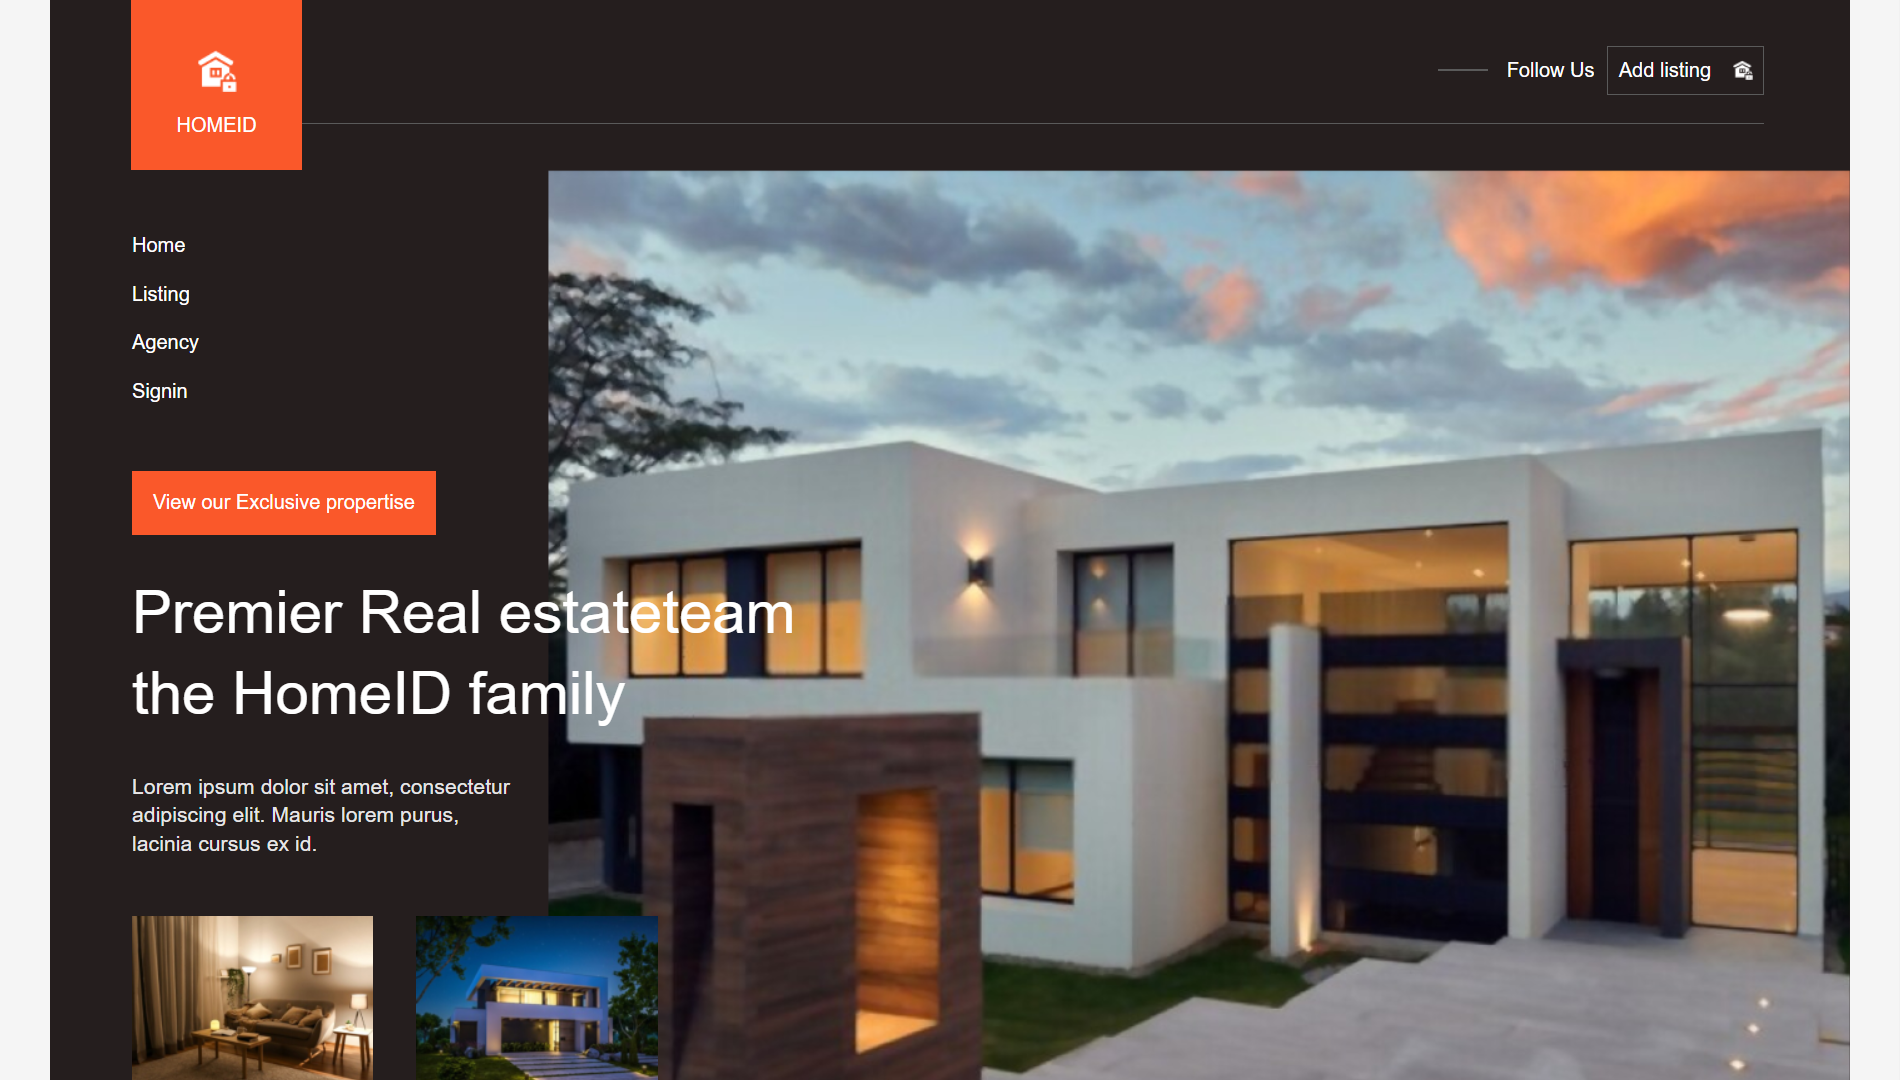 HOMEID
Follow Us
Add listing
Home
Listing
Agency
Signin
View our Exclusive propertise
Premier Real estateteam
the HomeID family
Lorem ipsum dolor sit amet, consectetur
adipiscing elit. Mauris lorem purus,
lacinia cursus ex id.